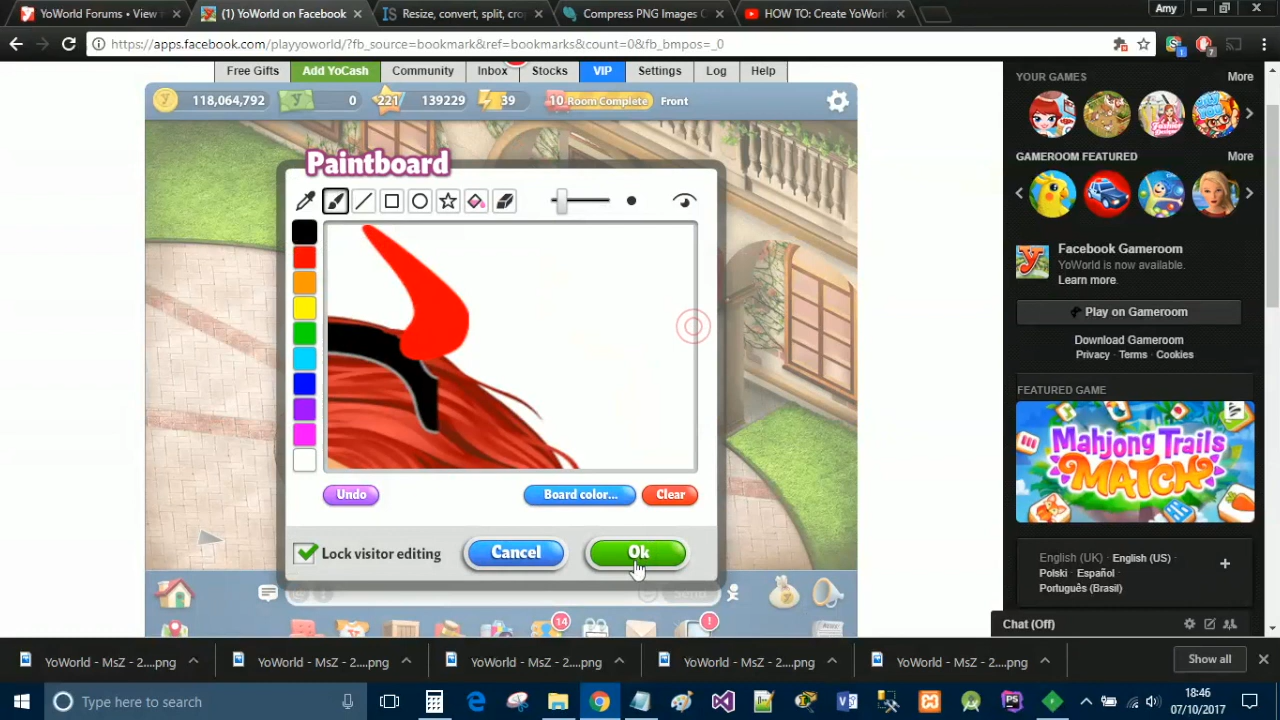 YoWorld Forums • View m
(1) YoWorld on Facebook
Resize, convert, split, crop
Compress PNG Images O
HOW TO: Create YoWorl
Amy
https://apps.facebook.com/playyoworld/?fb_source=bookmark&ref=bookmarks&count=0&fb_bmpos=_0
1
7
Free Gifts
Add YoCash
Community
Inbox
Stocks
VIP
Settings
Log
Help
118,064,792
0
221
139229
39
10 Room Complete
Front
Paintboard
Undo
Board color...
Clear
Lock visitor editing
Cancel
Ok
14
!
YOUR GAMES
More
GAMEROOM FEATURED
More
Facebook Gameroom
YoWorld is now available.
Learn more.
Play on Gameroom
Download Gameroom
Privacy · Terms · Cookies
FEATURED GAME
Mahjong Trails
MATCH
English (UK) · English (US) ·
Polski · Español ·
Português (Brasil)
Chat (Off)
YoWorld - MsZ - 2....png
YoWorld - MsZ - 2....png
YoWorld - MsZ - 2....png
YoWorld - MsZ - 2....png
YoWorld - MsZ - 2....png
Show all
Type here to search
18:46
07/10/2017